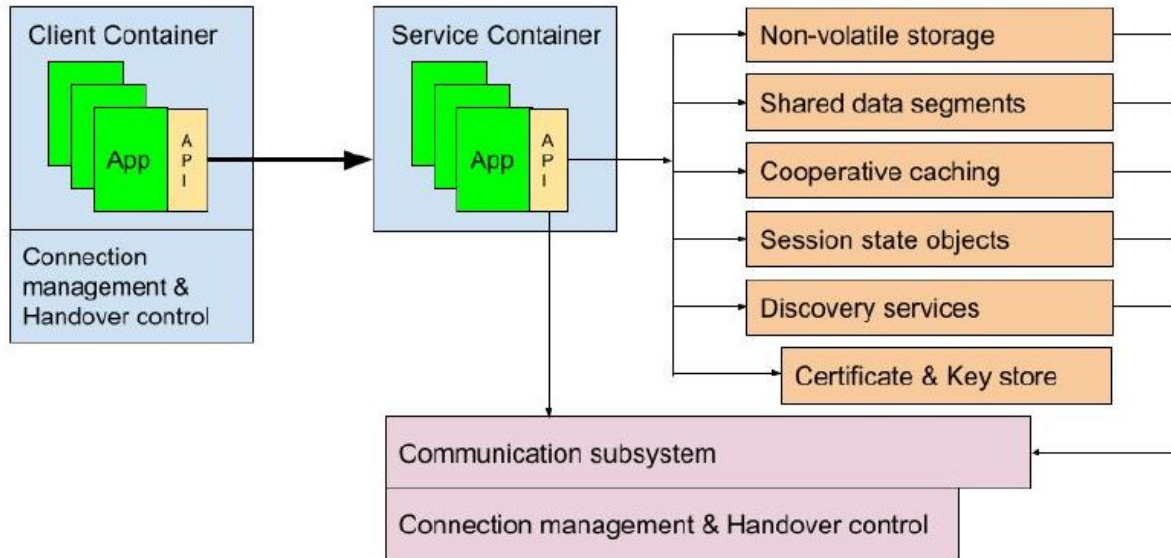 Client Container
App
A
P
I
Connection
management &
Handover control
Service Container
App
A
P
I
Non-volatile storage
Shared data segments
Cooperative caching
Session state objects
Discovery services
Certificate & Key store
Communication subsystem
Connection management & Handover control